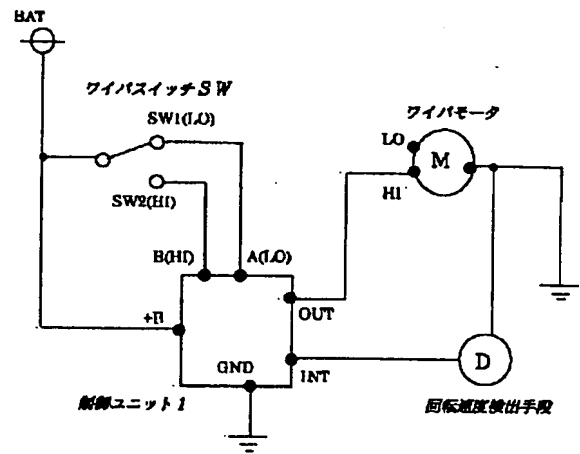 BAT
ワイパスイッチSW
SW1(LO)
SW2(HI)
ワイパモータ
LO
M
HI
B(HI)
A(LO)
+B
OUT
GND
INT
D
制御ユニット1
回転速度検出手段